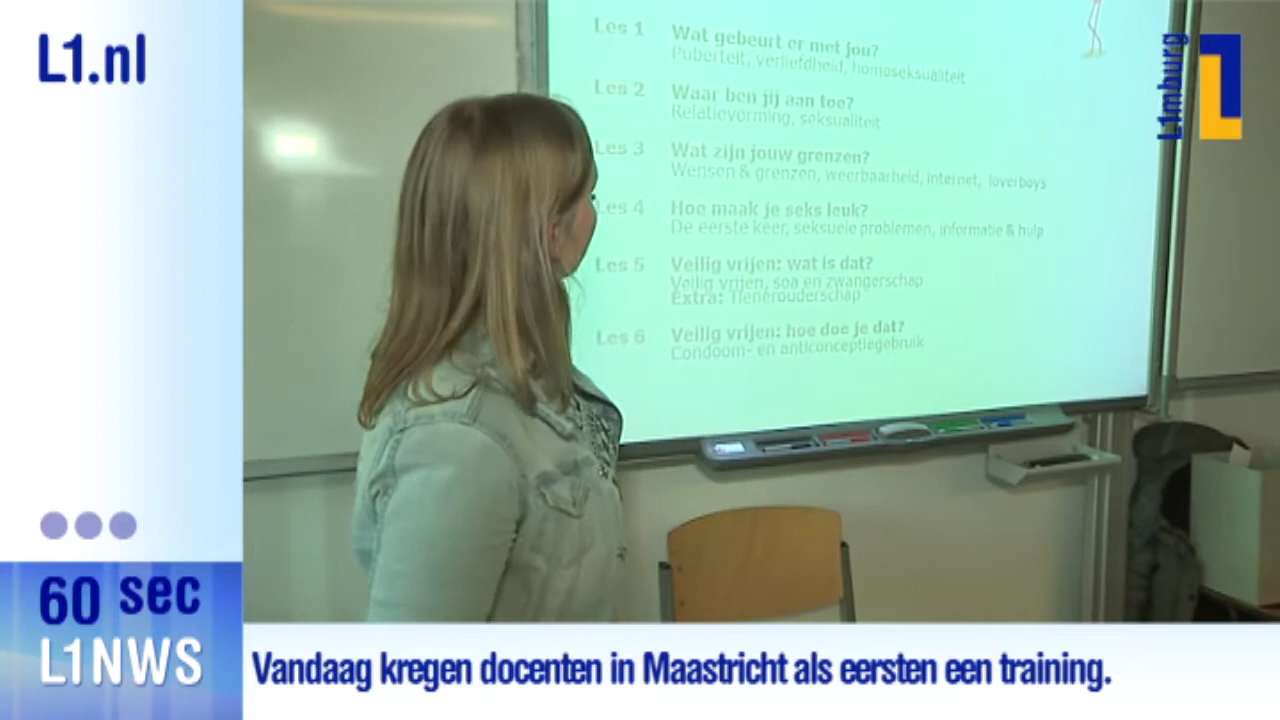 L1.nl
L1mburg
Les 1 Wat gebeurt er met jou?
Puberteit, verliefdheid, homoseksualiteit
Les 2 Waar ben jij aan toe?
Relatievorming, seksualiteit
Les 3 Wat zijn jouw grenzen?
Wensen & grenzen, weerbaarheid, internet, loverboys
Les 4 Hoe maak je seks leuk?
De eerste keer, seksuele problemen, informatie & hulp
Les 5 Veilig vrijen: wat is dat?
Veilig vrijen, soa en zwangerschap
Extra: Tienerouderschap
Les 6 Veilig vrijen: hoe doe je dat?
Condoom- en anticonceptiegebruik
60 sec
L1NWS
Vandaag kregen docenten in Maastricht als eersten een training.